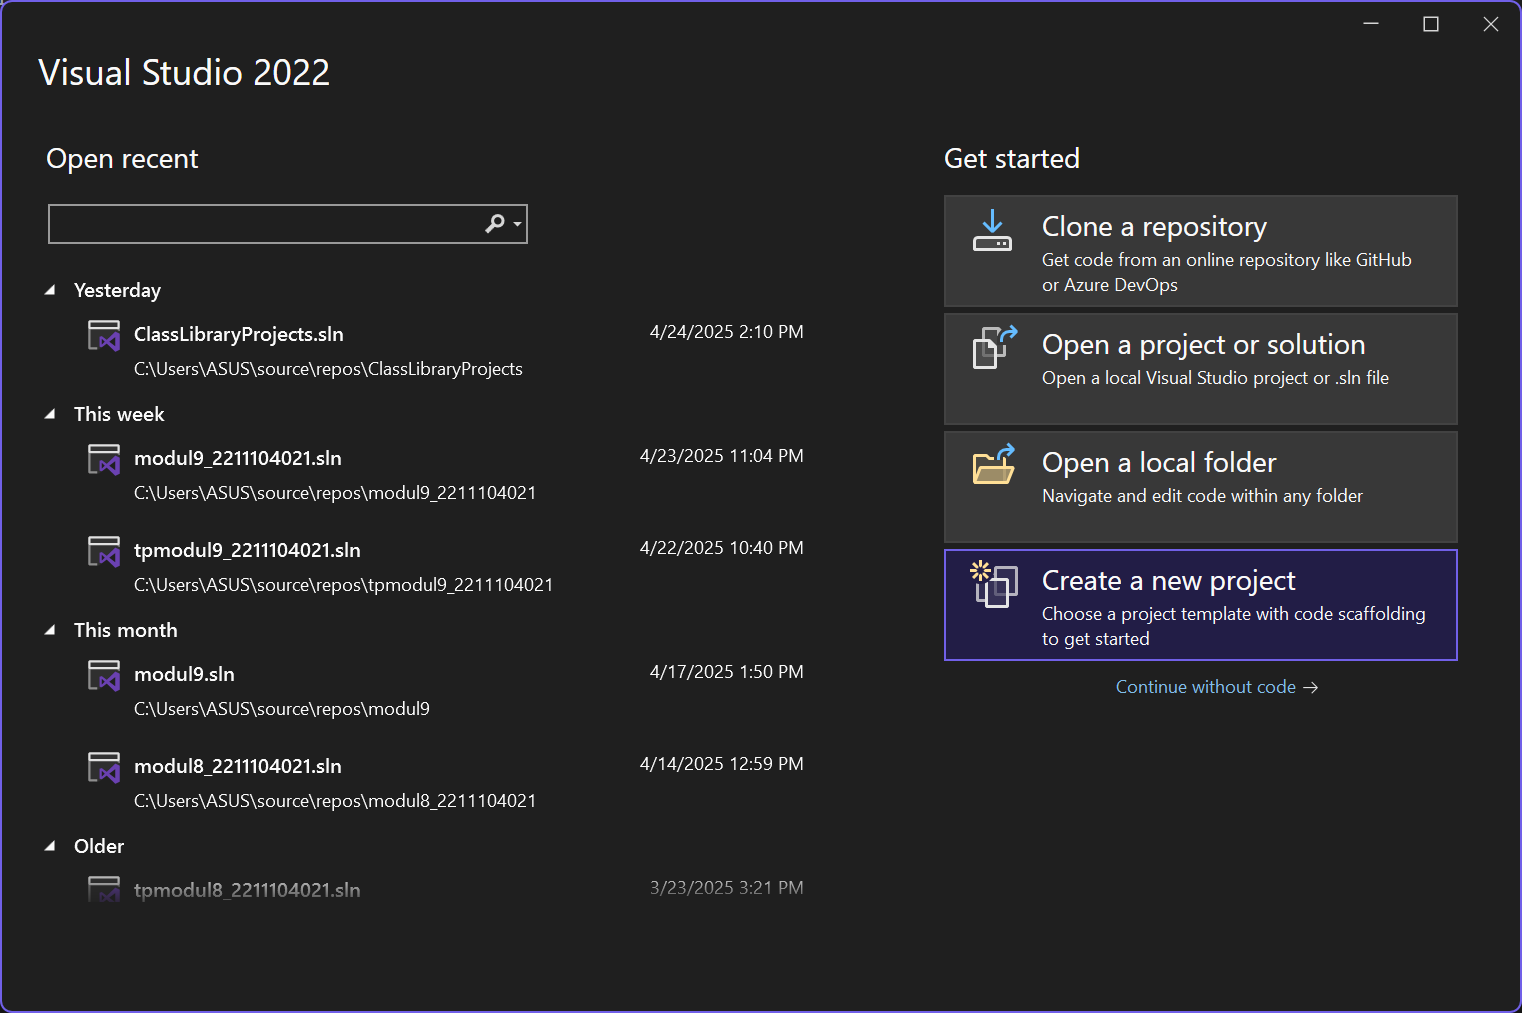 Visual Studio 2022
Open recent
Yesterday
ClassLibraryProjects.sln 4/24/2025 2:10 PM
C:\Users\ASUS\source\repos\ClassLibraryProjects
This week
modul9_2211104021.sln 4/23/2025 11:04 PM
C:\Users\ASUS\source\repos\modul9_2211104021
tpmodul9_2211104021.sln 4/22/2025 10:40 PM
C:\Users\ASUS\source\repos\tpmodul9_2211104021
This month
modul9.sln 4/17/2025 1:50 PM
C:\Users\ASUS\source\repos\modul9
modul8_2211104021.sln 4/14/2025 12:59 PM
C:\Users\ASUS\source\repos\modul8_2211104021
Older
tpmodul8_2211104021.sln 3/23/2025 3:21 PM
Get started
Clone a repository
Get code from an online repository like GitHub
or Azure DevOps
Open a project or solution
Open a local Visual Studio project or .sln file
Open a local folder
Navigate and edit code within any folder
Create a new project
Choose a project template with code scaffolding
to get started
Continue without code →